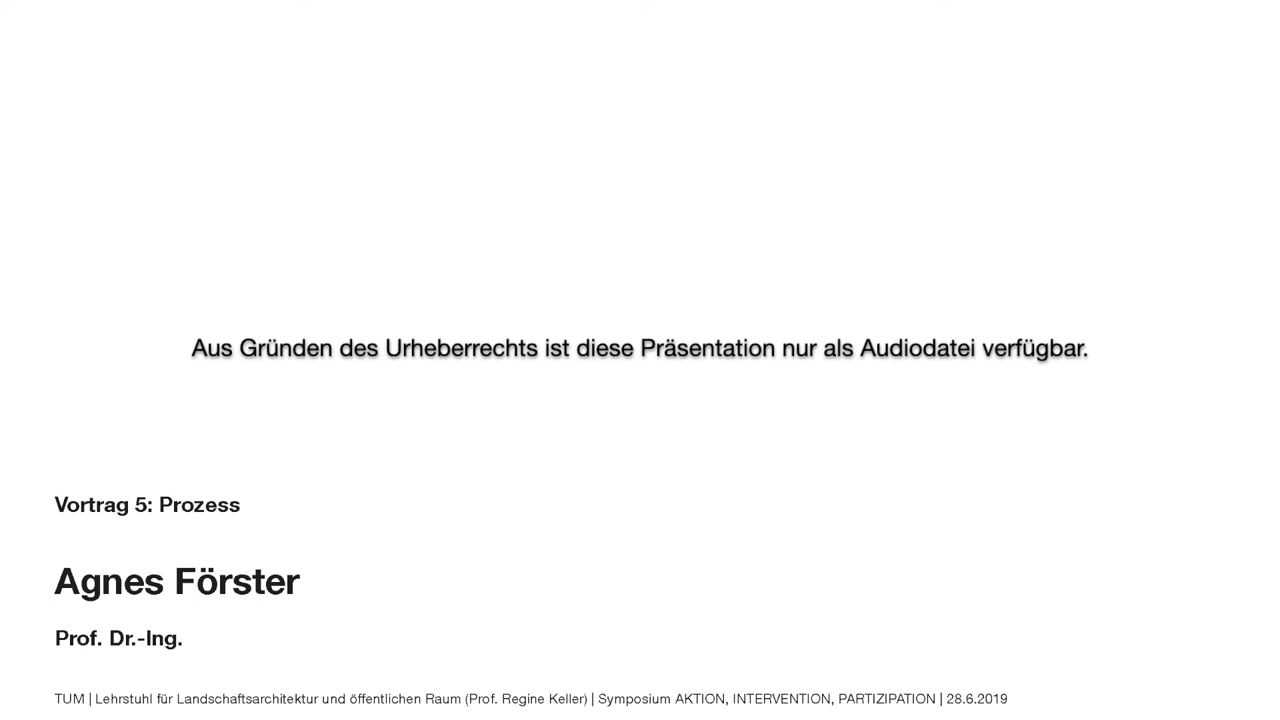 Aus Gründen des Urheberrechts ist diese Präsentation nur als Audiodatei verfügbar.
Vortrag 5: Prozess
Agnes Förster
Prof. Dr.-Ing.
TUM | Lehrstuhl für Landschaftsarchitektur und öffentlichen Raum (Prof. Regine Keller) | Symposium AKTION, INTERVENTION, PARTIZIPATION | 28.6.2019